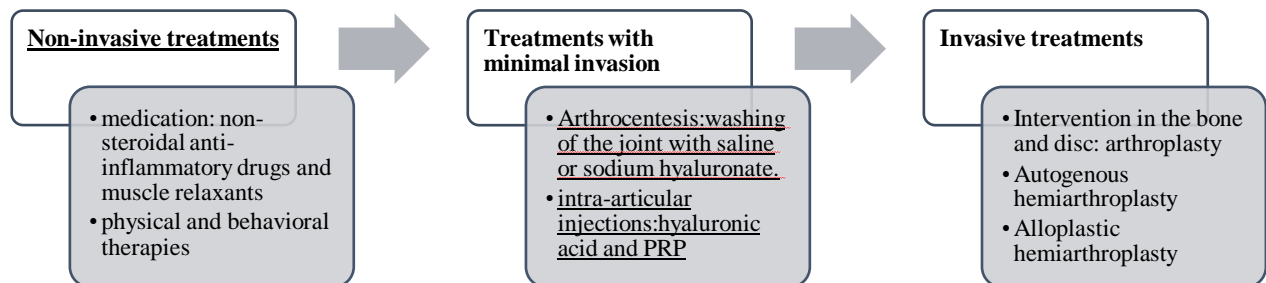 Non-invasive treatments
• medication: non-
steroidal anti-
inflammatory drugs and
muscle relaxants
• physical and behavioral
therapies
Treatments with
minimal invasion
• Arthrocentesis:washing
of the joint with saline
or sodium hyaluronate.
• intra-articular
injections:hyaluronic
acid and PRP
Invasive treatments
• Intervention in the bone
and disc: arthroplasty
• Autogenous
hemiarthroplasty
• Alloplastic
hemiarthroplasty